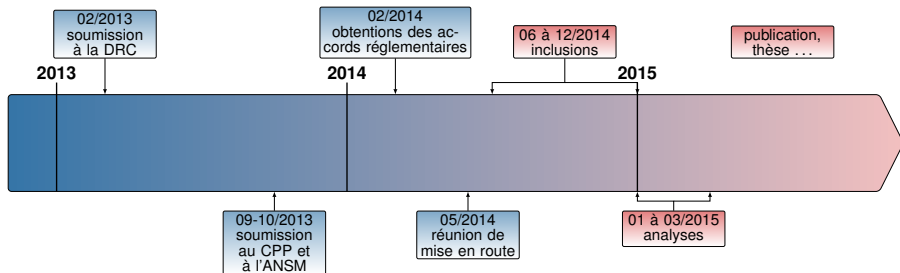 02/2013
soumission
à la DRC
02/2014
obtentions des ac-
cords réglementaires
06 à 12/2014
inclusions
publication,
thèse ...
2013
2014
2015
09-10/2013
soumission
au CPP et
à l'ANSM
05/2014
réunion de
mise en route
01 à 03/2015
analyses